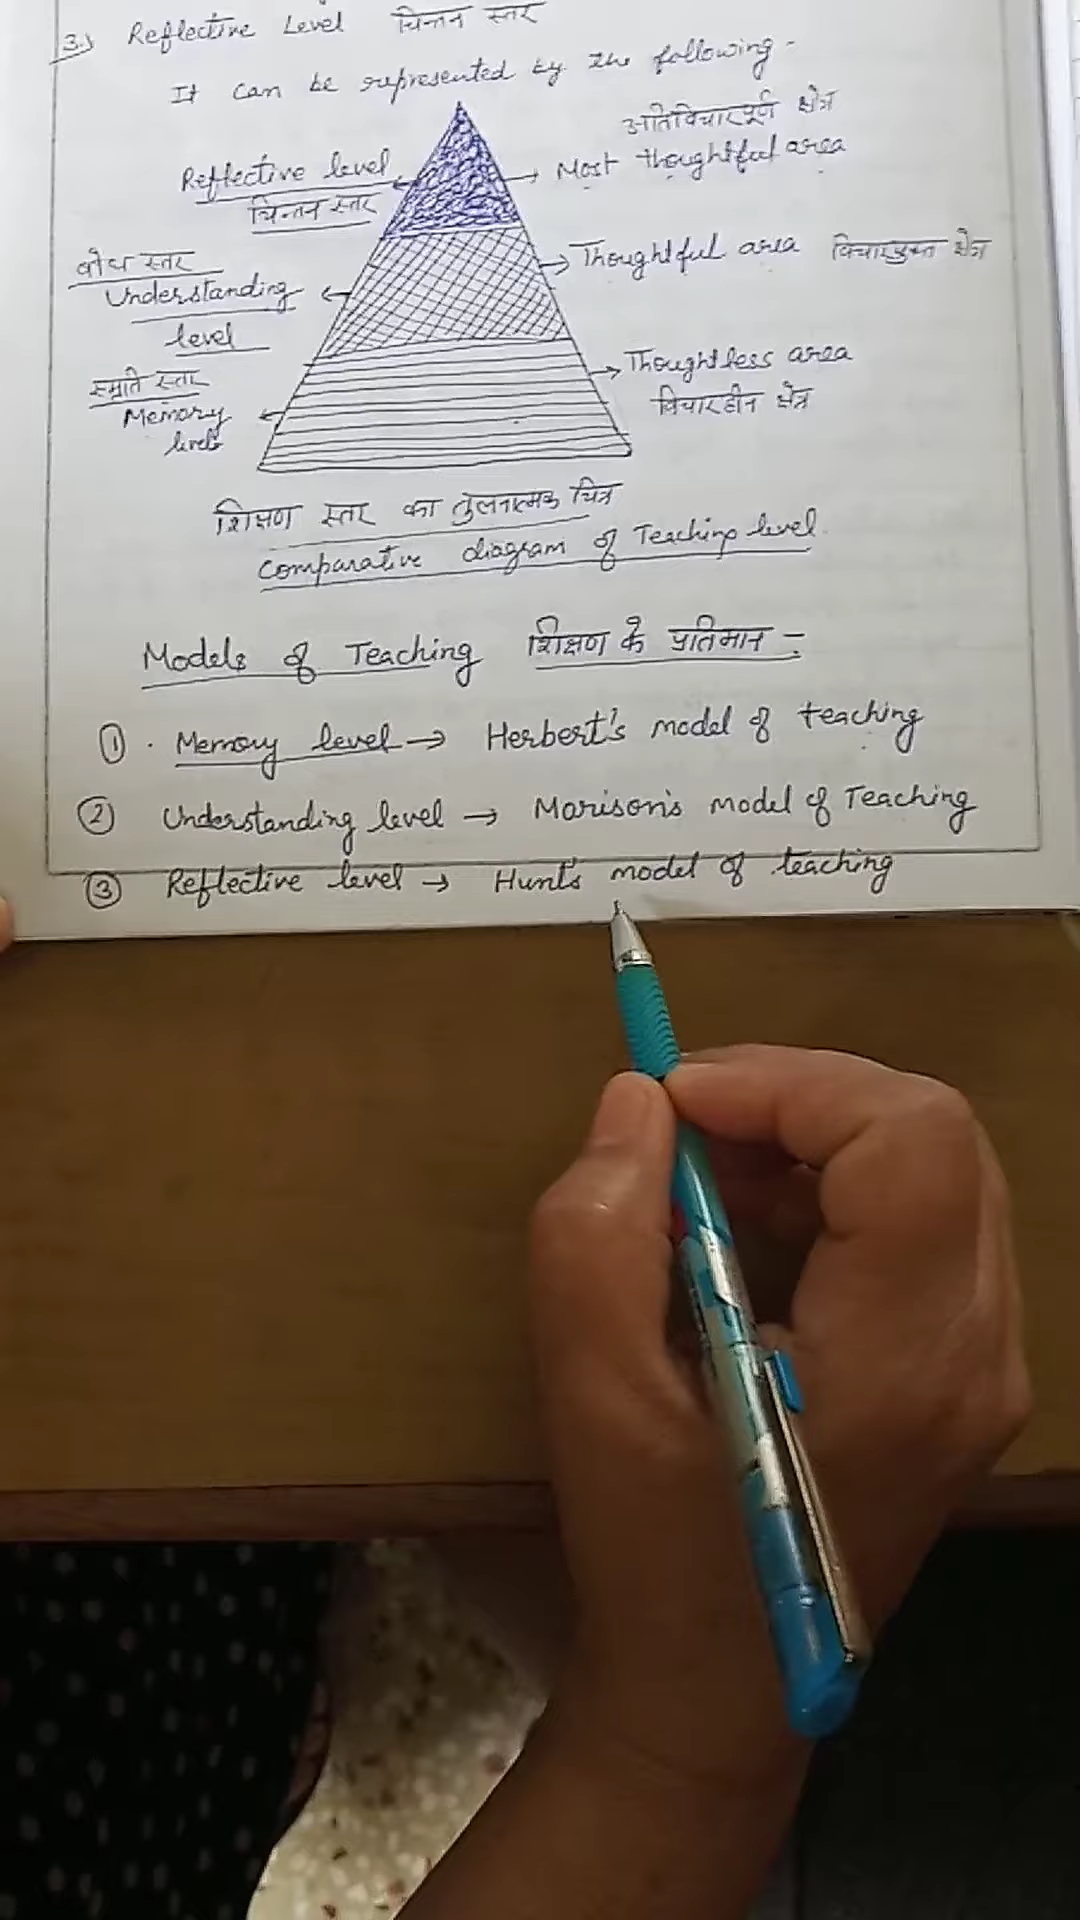 3.) Reflective Level चिन्तन स्तर
It can be represented by the following -
अतिविचारपूर्ण क्षेत्र
Reflective level
चिन्तन स्तर
Most thoughtful area
बोध स्तर
Understanding
level
Thoughtful area विचारयुक्त क्षेत्र
स्मृति स्तर
Memory
level
Thoughtless area
विचारहीन क्षेत्र
शिक्षण स्तर का तुलनात्मक चित्र
Comparative diagram of Teaching level
Models of Teaching शिक्षण के प्रतिमान :-
① . Memory level → Herbert's model of teaching
② Understanding level → Morison's model of Teaching
③ Reflective level → Hunt's model of teaching